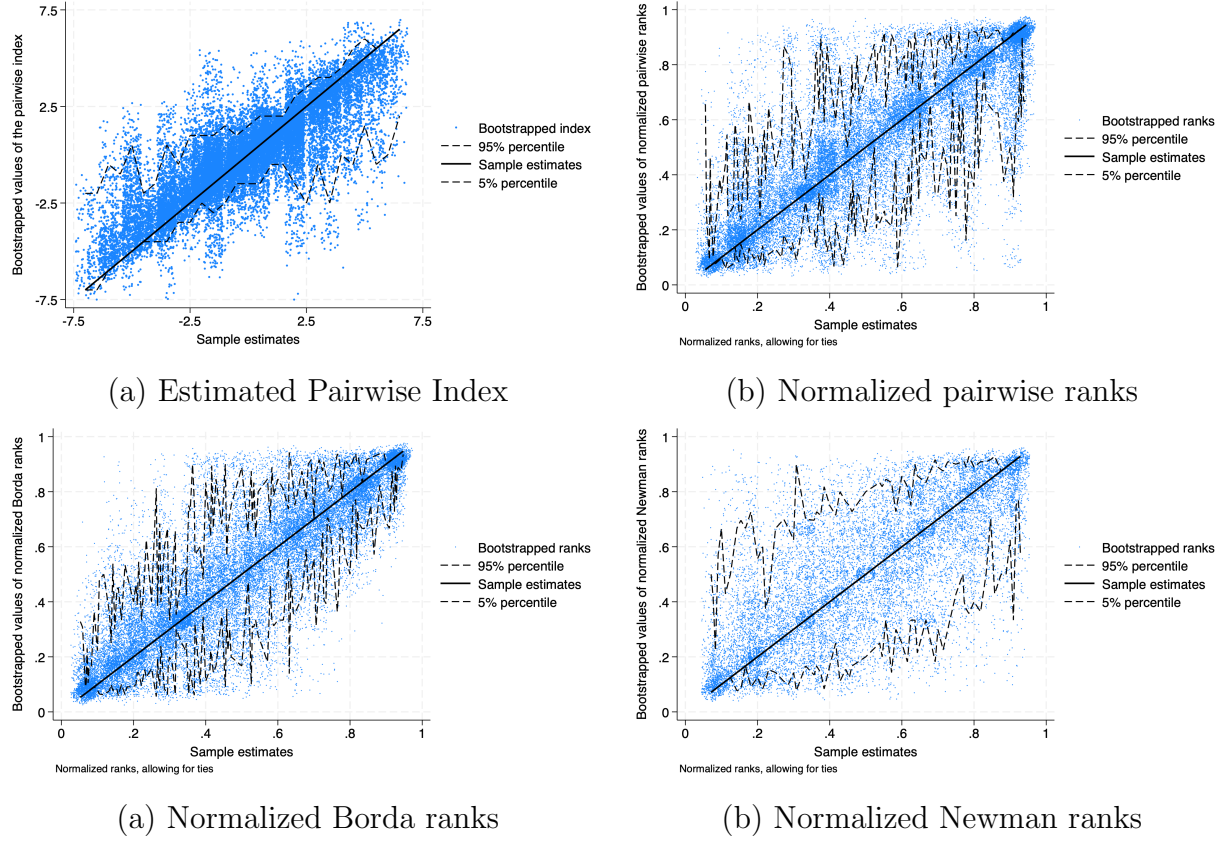 Bootstrapped values of the pairwise index
7.5
2.5
-2.5
-7.5
-7.5
-2.5
2.5
7.5
Sample estimates
Bootstrapped index
95% percentile
Sample estimates
5% percentile
(a) Estimated Pairwise Index
Bootstrapped values of normalized pairwise ranks
1
.8
.6
.4
.2
0
0
.2
.4
.6
.8
1
Sample estimates
Normalized ranks, allowing for ties
Bootstrapped ranks
95% percentile
Sample estimates
5% percentile
(b) Normalized pairwise ranks
Bootstrapped values of normalized Borda ranks
1
.8
.6
.4
.2
0
0
.2
.4
.6
.8
1
Sample estimates
Normalized ranks, allowing for ties
Bootstrapped ranks
95% percentile
Sample estimates
5% percentile
(a) Normalized Borda ranks
Bootstrapped values of normalized Newman ranks
1
.8
.6
.4
.2
0
0
.2
.4
.6
.8
1
Sample estimates
Normalized ranks, allowing for ties
Bootstrapped ranks
95% percentile
Sample estimates
5% percentile
(b) Normalized Newman ranks